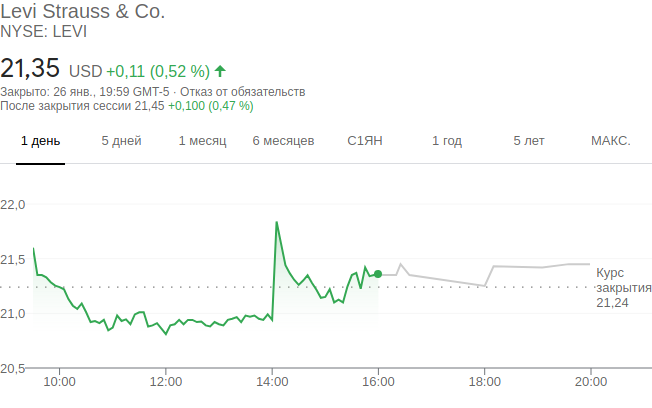 Levi Strauss & Co.
NYSE: LEVI
21,35 USD +0,11 (0,52 %)
Закрыто: 26 янв., 19:59 GMT-5 · Отказ от обязательств
После закрытия сессии 21,45 +0,100 (0,47 %)
1 день 5 дней 1 месяц 6 месяцев С1ЯН 1 год 5 лет МАКС.
22,0
21,5
Курс
закрытия
21,24
21,0
20,5
10:00 12:00 14:00 16:00 18:00 20:00